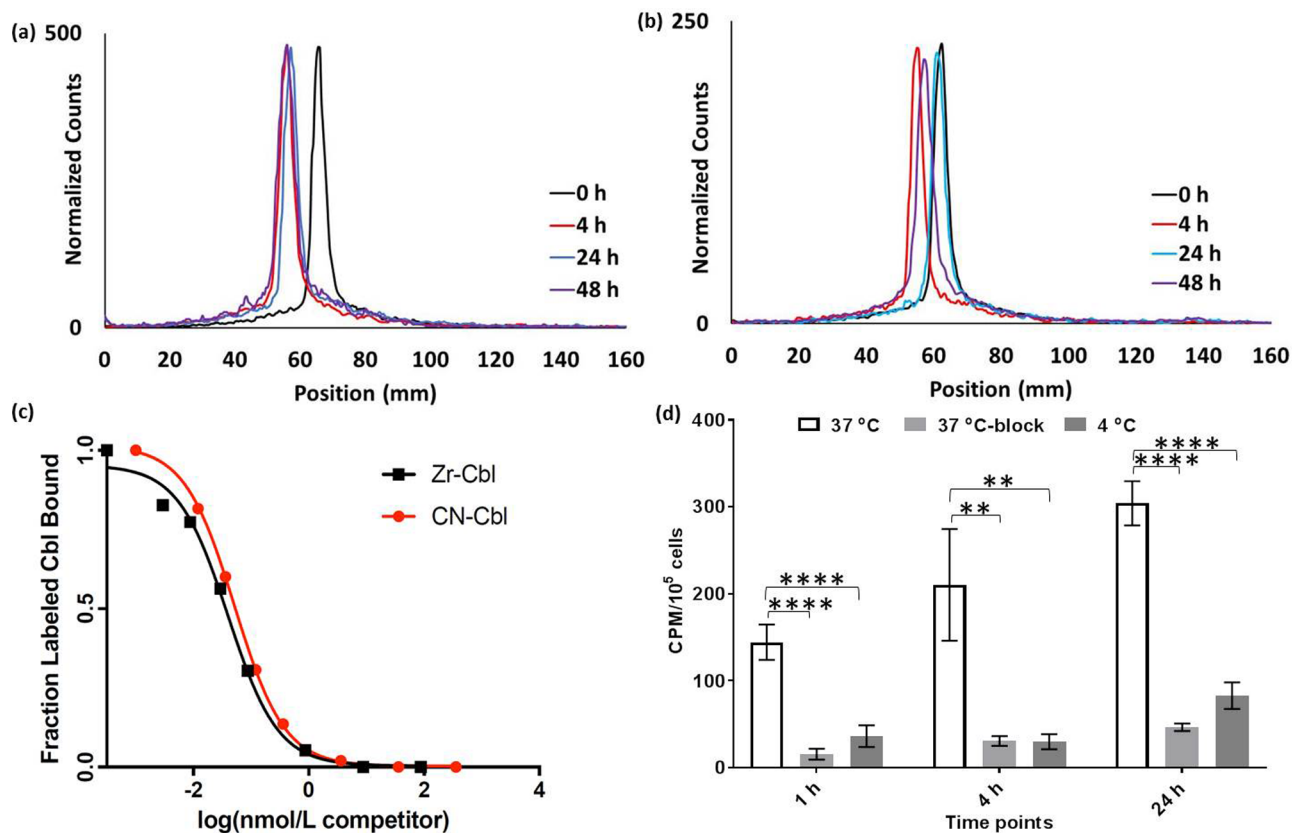 (a)
500
Normalized Counts
0
0 h
4 h
24 h
48 h
0 20 40 60 80 100 120 140 160
Position (mm)
(b)
250
Normalized Counts
0
0 h
4 h
24 h
48 h
0 20 40 60 80 100 120 140 160
Position (mm)
(c)
1.0
0.5
0.0
Fraction Labeled Cbl Bound
Zr-Cbl
CN-Cbl
-2 0 2 4
log(nmol/L competitor)
(d)
400
300
200
100
0
CPM/10⁵ cells
37 ºC 37 ºC-block 4 ºC
****
****
**
**
****
****
1 h 4 h 24 h
Time points